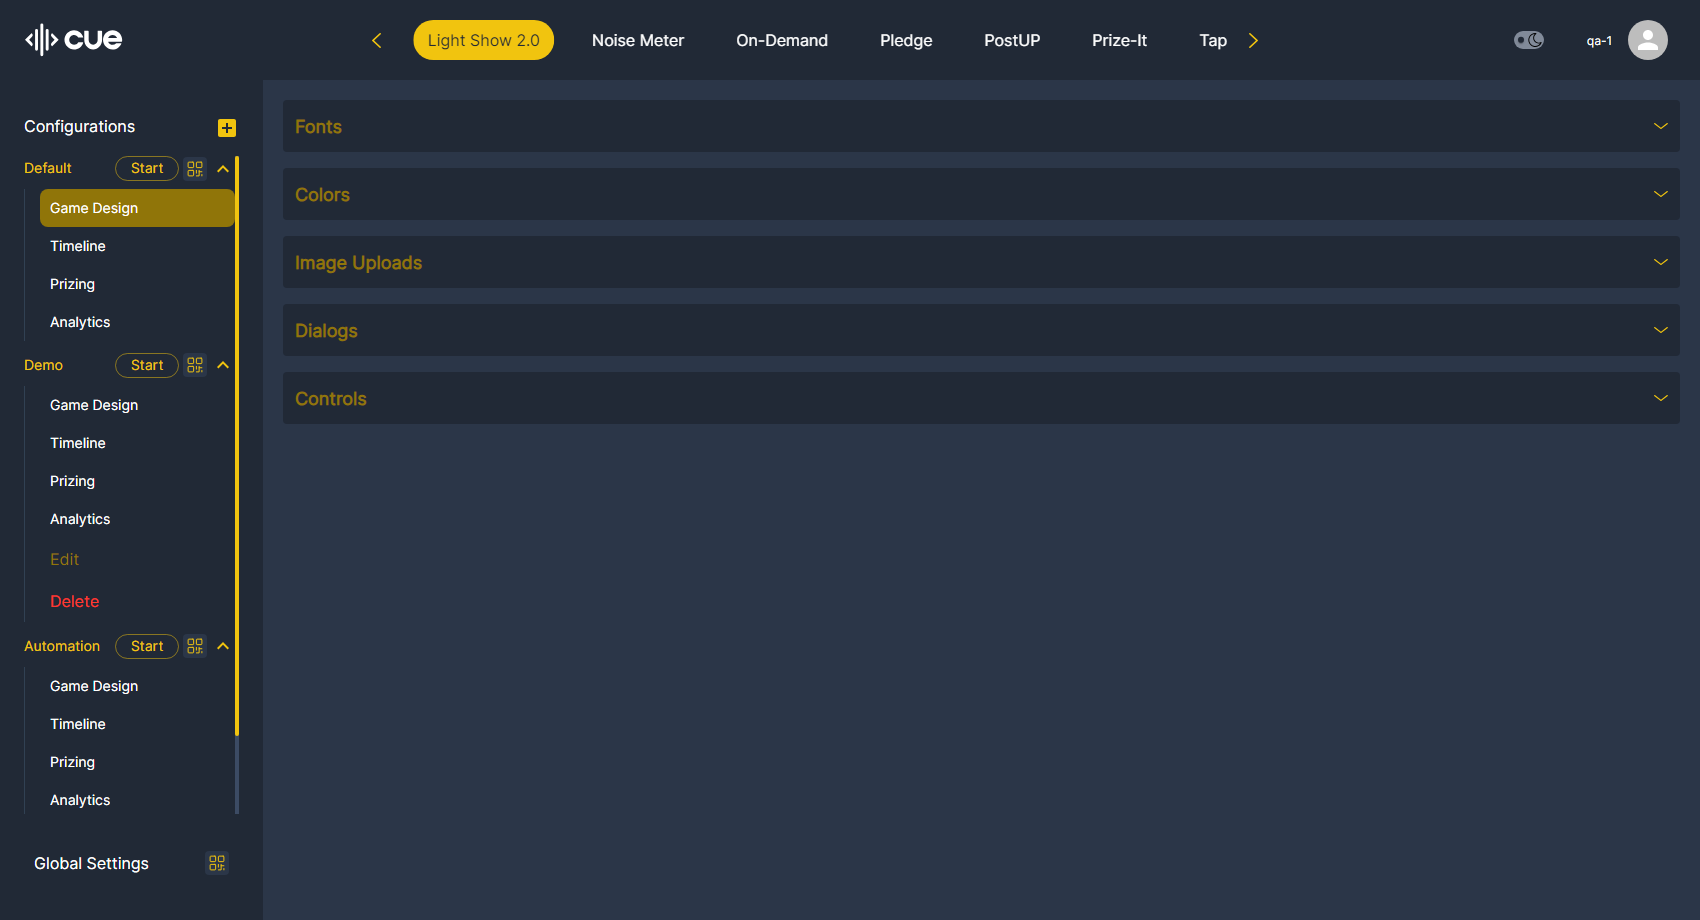 cue
Light Show 2.0
Noise Meter
On-Demand
Pledge
PostUP
Prize-It
Tap
qa-1
Configurations
Default
Start
Game Design
Timeline
Prizing
Analytics
Demo
Start
Game Design
Timeline
Prizing
Analytics
Edit
Delete
Automation
Start
Game Design
Timeline
Prizing
Analytics
Global Settings
Fonts
Colors
Image Uploads
Dialogs
Controls